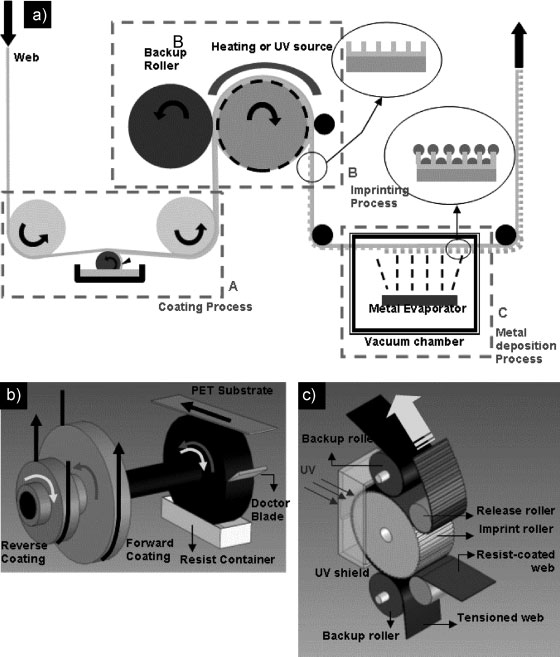 a)
Web
Backup
Roller
B
Heating or UV source
B
Imprinting
Process
A
Coating Process
Metal Evaporator
Vacuum chamber
C
Metal
deposition
Process
b)
PET Substrate
Doctor
Blade
Reverse
Coating
Forward
Coating
Resist Container
c)
Backup roller
UV
Release roller
Imprint roller
Resist-coated
web
UV shield
Backup roller
Tensioned web